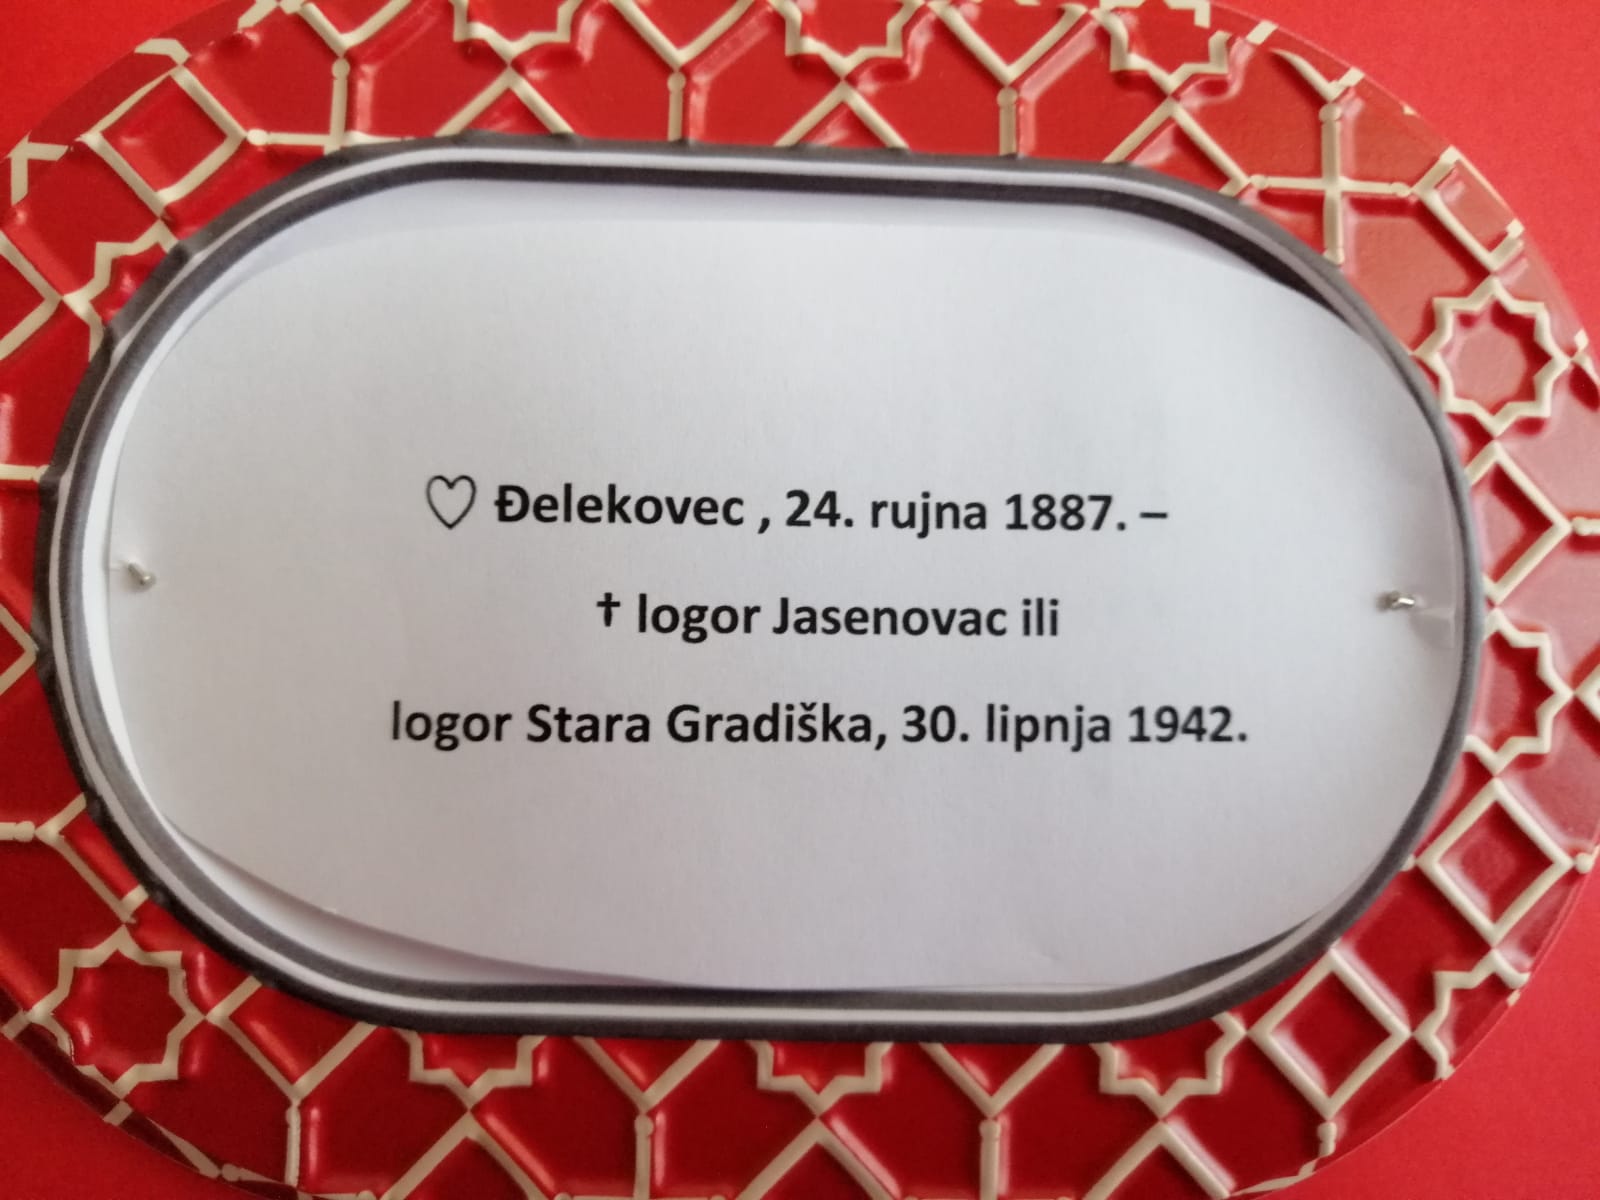 ♡ Đelekovec , 24. rujna 1887. –
† logor Jasenovac ili
logor Stara Gradiška, 30. lipnja 1942.